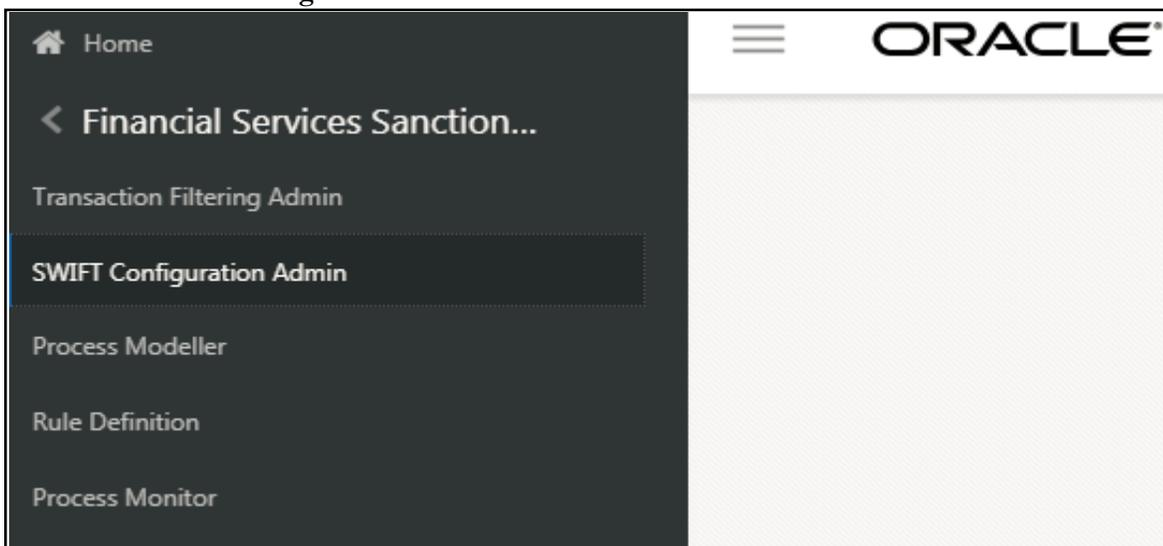 Home
ORACLE®
Financial Services Sanction...
Transaction Filtering Admin
SWIFT Configuration Admin
Process Modeller
Rule Definition
Process Monitor